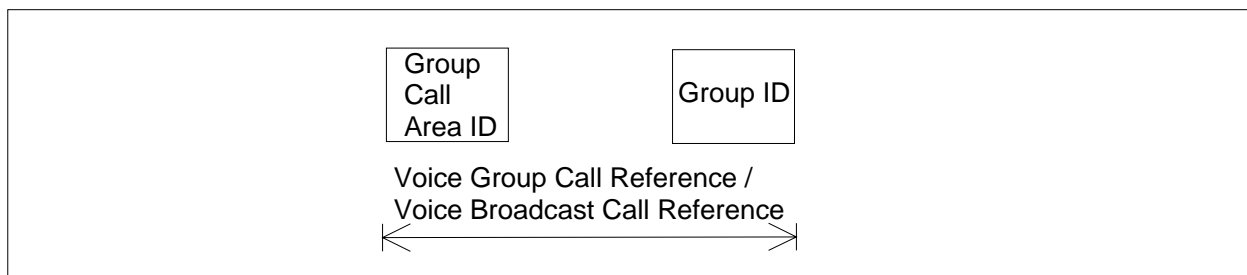 Group
Call
Area ID
Group ID
Voice Group Call Reference /
Voice Broadcast Call Reference